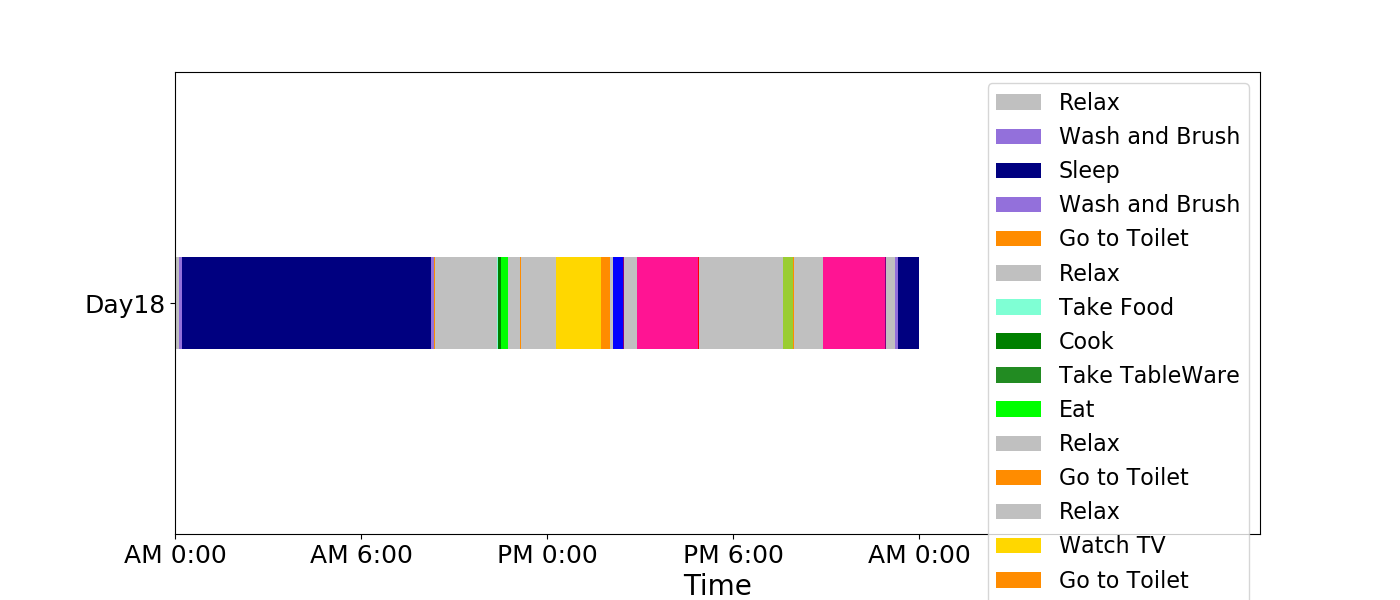 Relax
Wash and Brush
Sleep
Wash and Brush
Go to Toilet
Relax
Take Food
Cook
Take TableWare
Eat
Relax
Go to Toilet
Relax
Watch TV
Go to Toilet
Day18
AM 0:00 AM 6:00 PM 0:00 PM 6:00 AM 0:00
Time